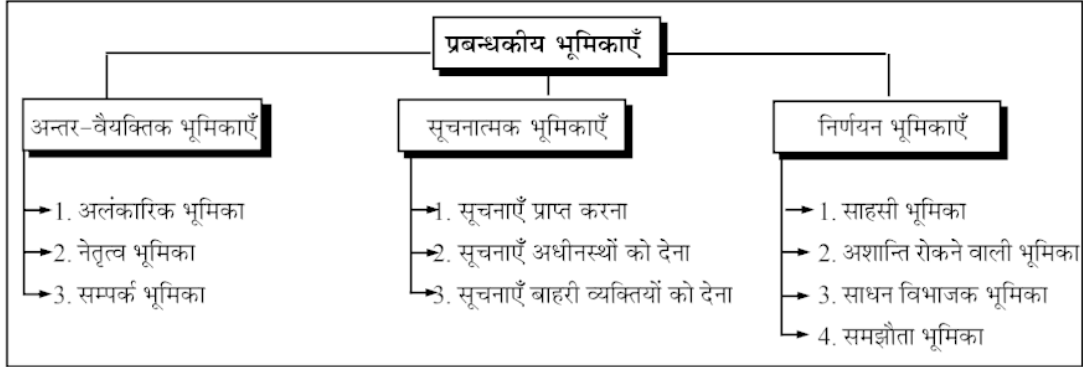 प्रबन्धकीय भूमिकाएँ
अन्तर-वैयक्तिक भूमिकाएँ
1. अलंकारिक भूमिका
2. नेतृत्व भूमिका
3. सम्पर्क भूमिका
सूचनात्मक भूमिकाएँ
1. सूचनाएँ प्राप्त करना
2. सूचनाएँ अधीनस्थों को देना
3. सूचनाएँ बाहरी व्यक्तियों को देना
निर्णयन भूमिकाएँ
1. साहसी भूमिका
2. अशान्ति रोकने वाली भूमिका
3. साधन विभाजक भूमिका
4. समझौता भूमिका